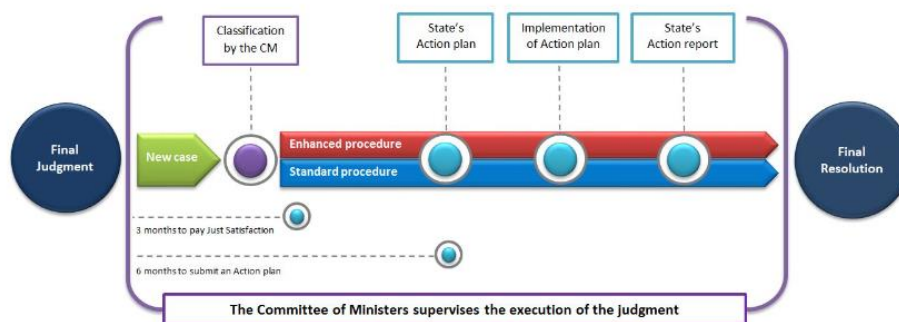 Classification
by the CM
State's
Action plan
Implementation
of Action plan
State's
Action report
Final
Judgment
New case
Enhanced procedure
Standard procedure
Final
Resolution
3 months to pay Just Satisfaction
6 months to submit an Action plan
The Committee of Ministers supervises the execution of the judgment